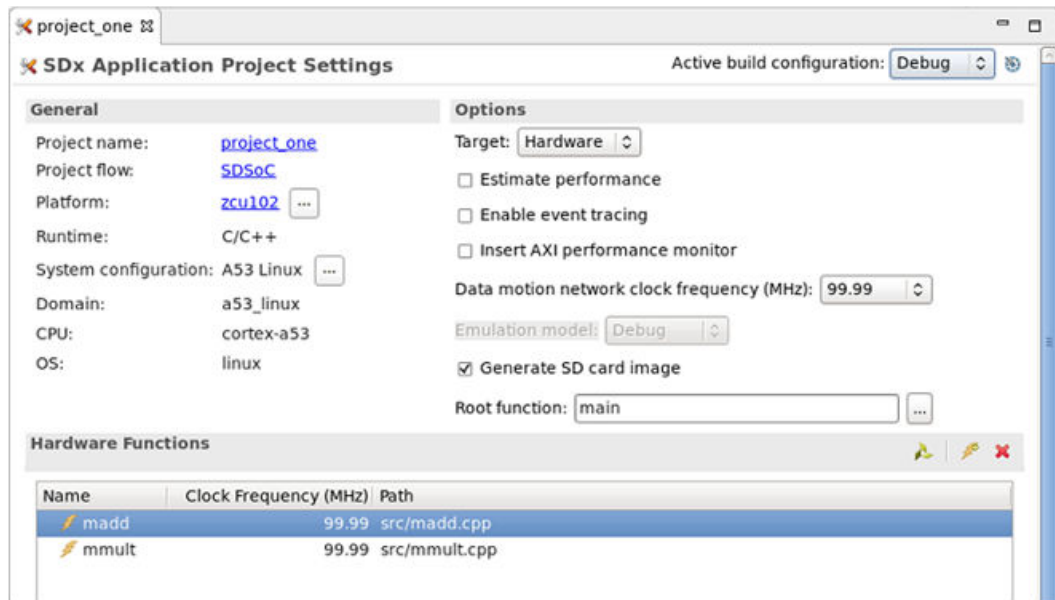 project_one
SDx Application Project Settings
Active build configuration: Debug
General
Project name: project_one
Project flow: SDSoC
Platform: zcu102 ...
Runtime: C/C++
System configuration: A53 Linux ...
Domain: a53_linux
CPU: cortex-a53
OS: linux
Options
Target: Hardware
Estimate performance
Enable event tracing
Insert AXI performance monitor
Data motion network clock frequency (MHz): 99.99
Emulation model: Debug
Generate SD card image
Root function: main ...
Hardware Functions
Name Clock Frequency (MHz) Path
madd 99.99 src/madd.cpp
mmult 99.99 src/mmult.cpp